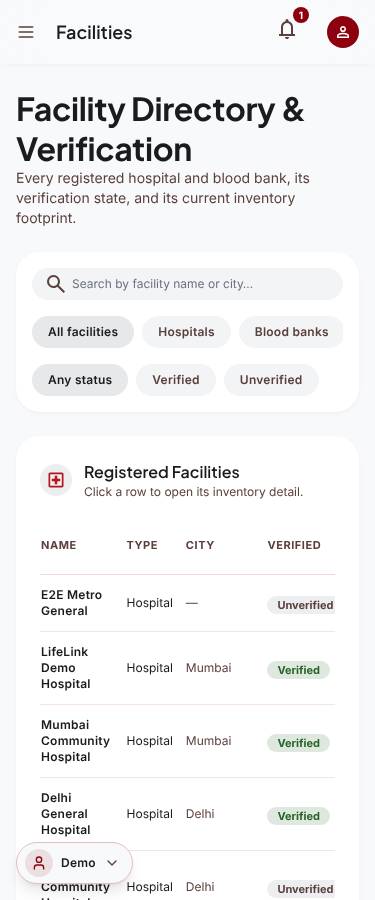 Facilities
1
Facility Directory &
Verification
Every registered hospital and blood bank, its
verification state, and its current inventory
footprint.
Search by facility name or city...
All facilities
Hospitals
Blood banks
Any status
Verified
Unverified
Registered Facilities
Click a row to open its inventory detail.
NAME TYPE CITY VERIFIED
E2E Metro
General
Hospital
—
Unverified
LifeLink
Demo
Hospital
Hospital
Mumbai
Verified
Mumbai
Community
Hospital
Hospital
Mumbai
Verified
Delhi
General
Hospital
Hospital
Delhi
Verified
Demo
Community
Hospital
Delhi
Unverified